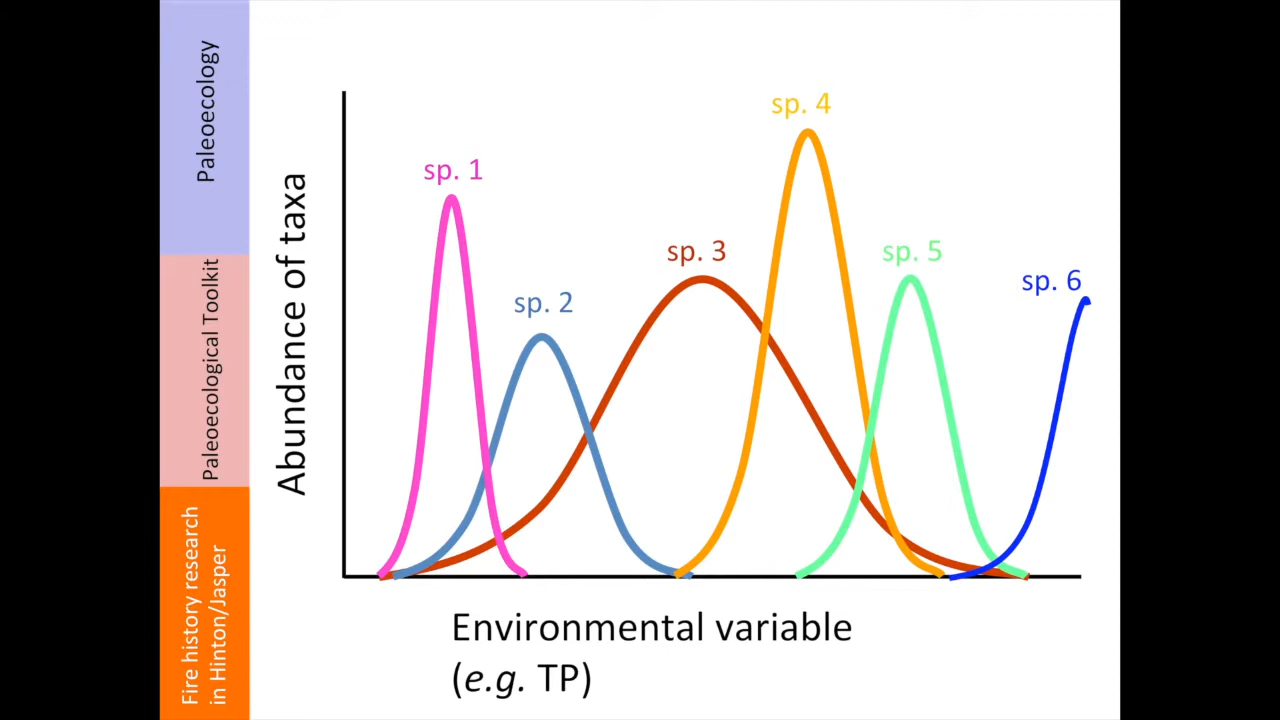 Paleoecology
Paleoecological Toolkit
Fire history research
in Hinton/Jasper
Abundance of taxa
sp. 1
sp. 2
sp. 3
sp. 4
sp. 5
sp. 6
Environmental variable
(e.g. TP)